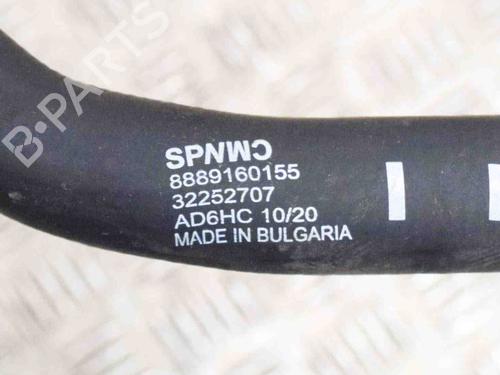 SPNWC
8889160155
32252707
AD6HC 10/20
MADE IN BULGARIA
B-PARTS